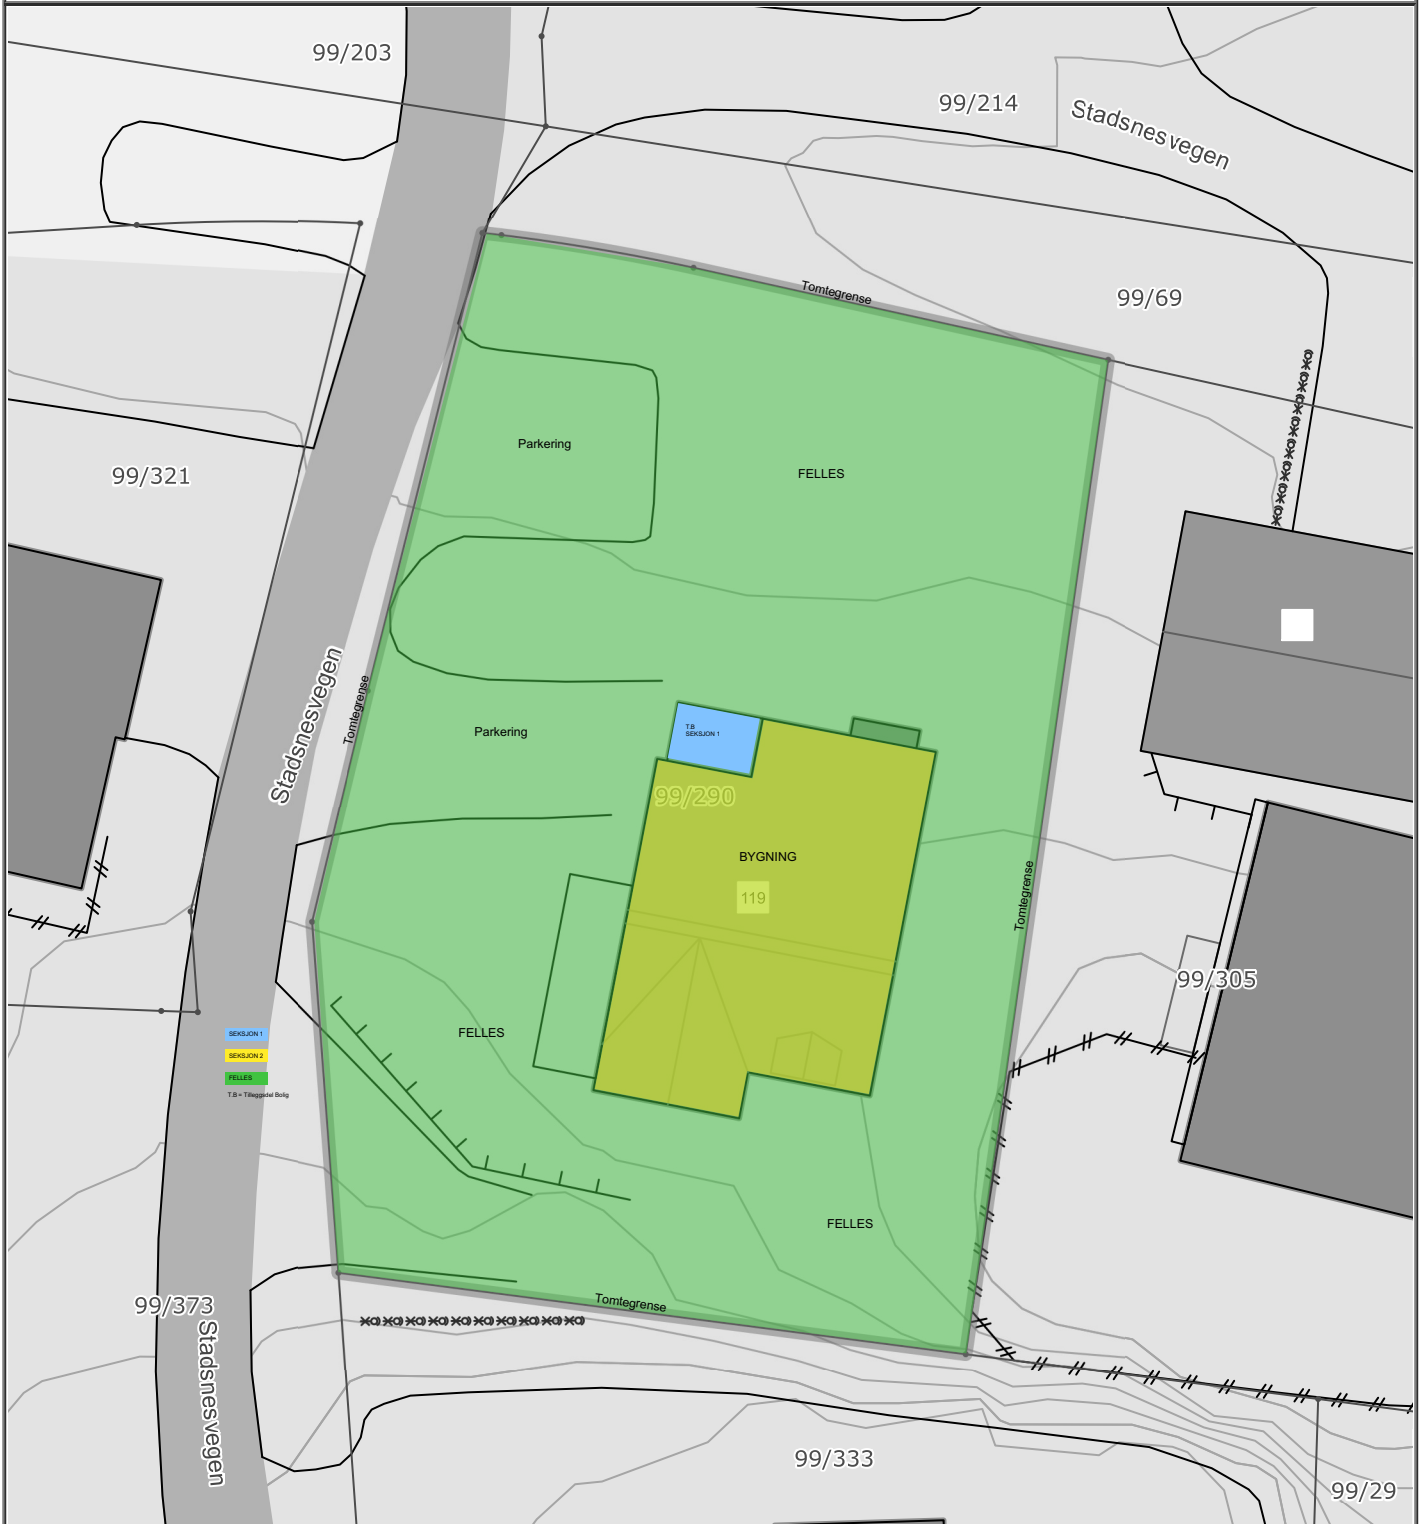 99/203
99/214
Stadsnesvegen
99/69
Tomtegrense
Parkering
FELLES
99/321
Stadsnesvegen
Tomtegrense
Parkering
T.B
SEKSJON 1
99/290
BYGNING
119
Tomtegrense
99/305
FELLES
SEKSJON 1
SEKSJON 2
FELLES
T.B = Tilleggsdel Bolig
FELLES
99/373
Tomtegrense
Stadsnesvegen
99/333
99/29